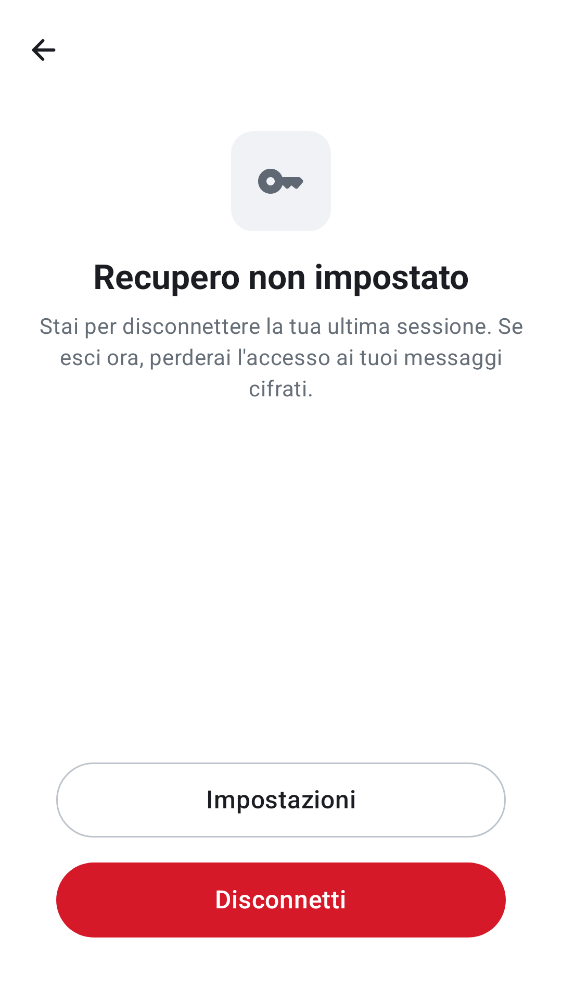 Recupero non impostato
Stai per disconnettere la tua ultima sessione. Se
esci ora, perderai l'accesso ai tuoi messaggi
cifrati.
Impostazioni
Disconnetti